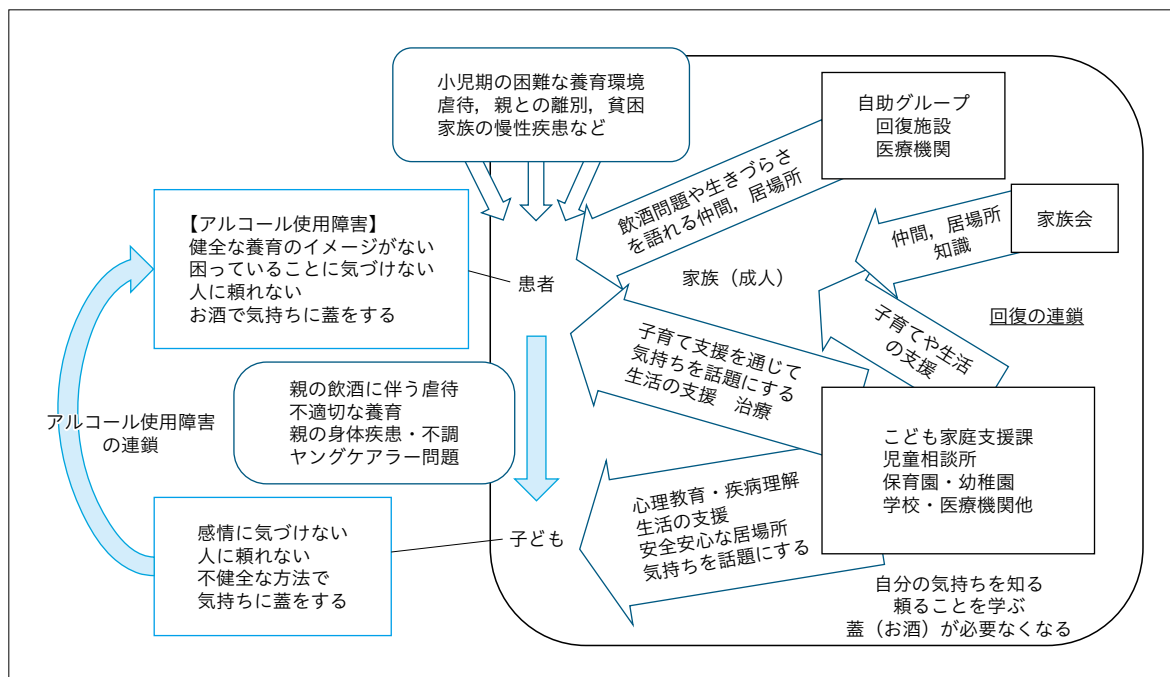 小児期の困難な養育環境
虐待，親との離別，貧困
家族の慢性疾患など
自助グループ
回復施設
医療機関
飲酒問題や生きづらさ
を語れる仲間，居場所
家族会
仲間，居場所
知識
【アルコール使用障害】
健全な養育のイメージがない
困っていることに気づけない
人に頼れない
お酒で気持ちに蓋をする
患者
家族（成人）
回復の連鎖
子育てや生活
の支援
子育て支援を通じて
気持ちを話題にする
生活の支援　治療
親の飲酒に伴う虐待
不適切な養育
親の身体疾患・不調
ヤングケアラー問題
アルコール使用障害
の連鎖
こども家庭支援課
児童相談所
保育園・幼稚園
学校・医療機関他
心理教育・疾病理解
生活の支援
安全安心な居場所
気持ちを話題にする
感情に気づけない
人に頼れない
不健全な方法で
気持ちに蓋をする
子ども
自分の気持ちを知る
頼ることを学ぶ
蓋（お酒）が必要なくなる